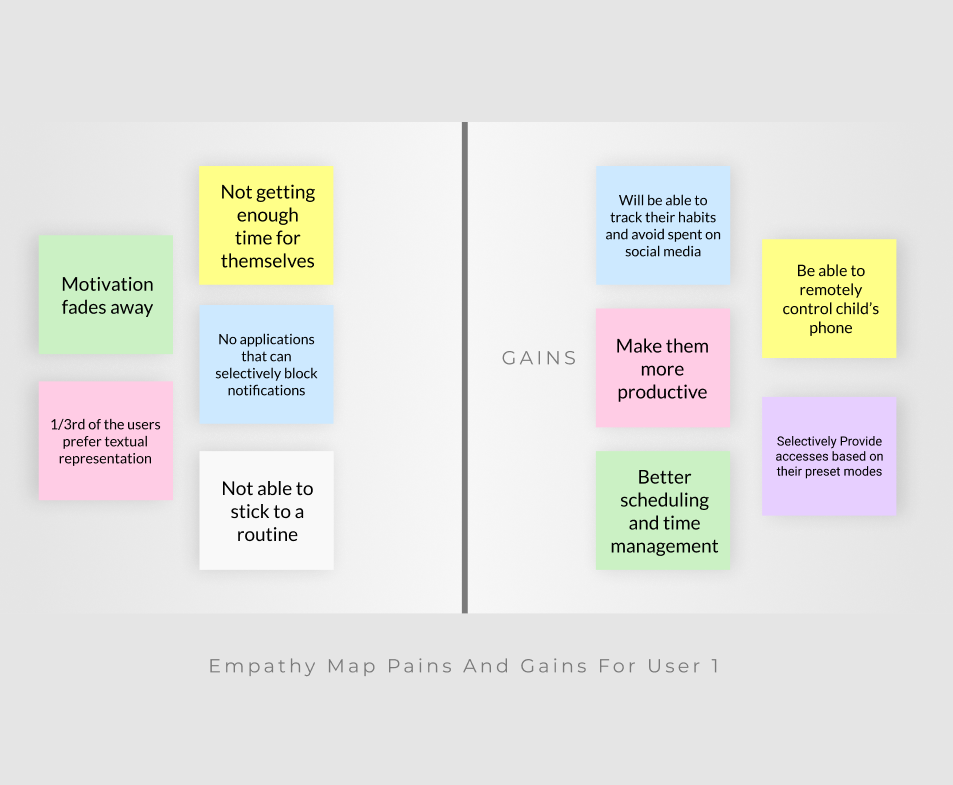 Motivation
fades away
1/3rd of the users
prefer textual
representation
Not getting
enough
time for
themselves
No applications
that can
selectively block
notifications
Not able to
stick to a
routine
GAINS
Will be able to
track their habits
and avoid spent on
social media
Make them
more
productive
Better
scheduling
and time
management
Be able to
remotely
control child’s
phone
Selectively Provide
accesses based on
their preset modes
Empathy Map Pains And Gains For User 1